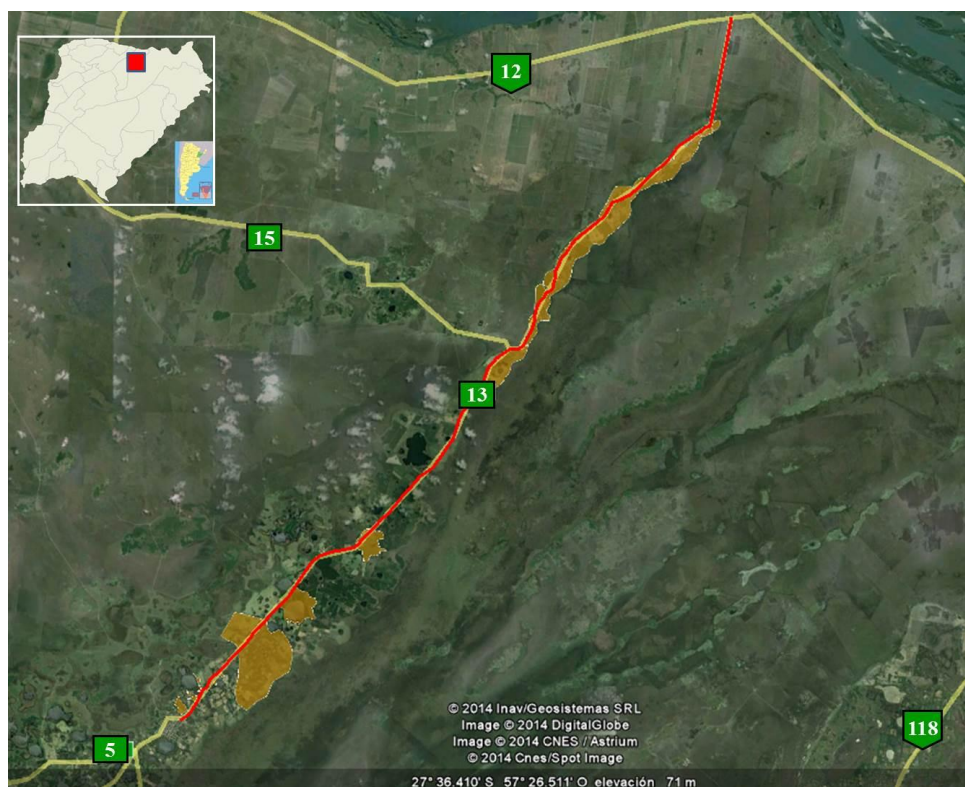 12
15
13
5
118
© 2014 Inav/Geosistemas SRL
Image © 2014 DigitalGlobe
Image © 2014 CNES / Astrium
© 2014 Cnes/Spot Image
27° 36.410' S 57° 26.511' O elevación 71 m